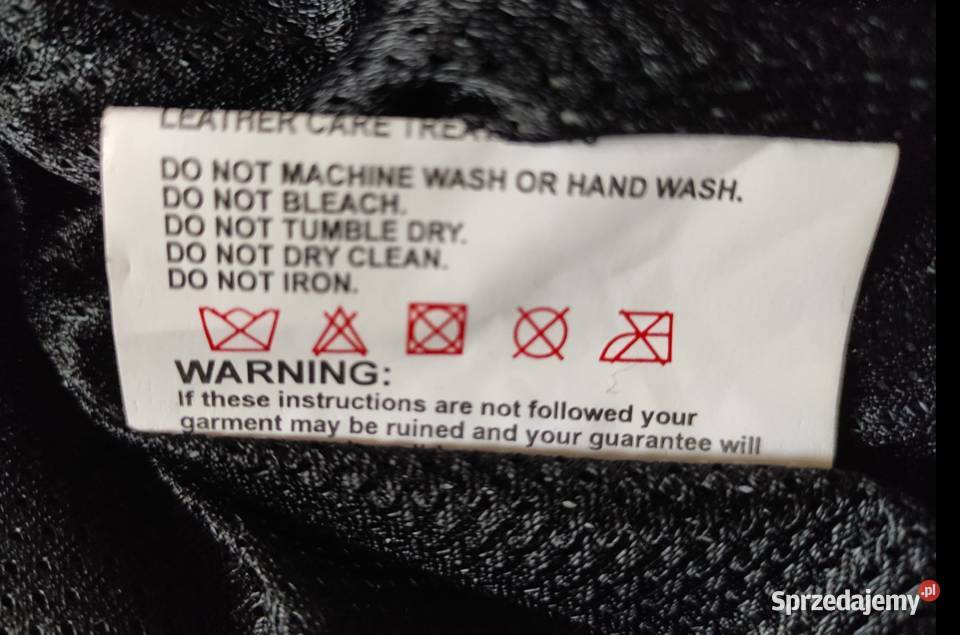 LEATHER CARE
DO NOT MACHINE WASH OR HAND WASH.
DO NOT BLEACH.
DO NOT TUMBLE DRY.
DO NOT DRY CLEAN.
DO NOT IRON.
WARNING:
If these instructions are not followed your
garment may be ruined and your guarantee will
Sprzedajemy.pl